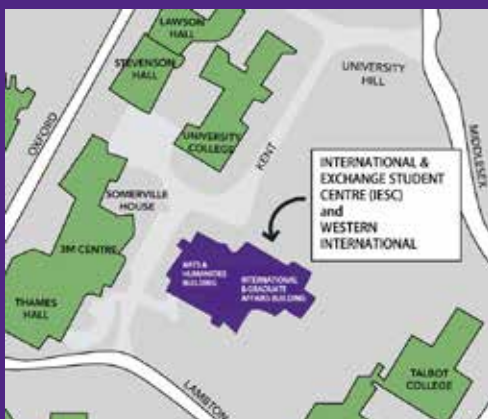 LAWSON
HALL
STEVENSON
HALL
UNIVERSITY
COLLEGE
UNIVERSITY
HILL
OXFORD
KENT
MIDDLESEX
INTERNATIONAL &
EXCHANGE STUDENT
CENTRE (IESC)
and
WESTERN
INTERNATIONAL
SOMERVILLE
HOUSE
3M CENTRE
ARTS &
HUMANITIES
BUILDING
INTERNATIONAL
& GRADUATE
AFFAIRS BUILDING
THAMES
HALL
TALBOT
COLLEGE
LAMBTON